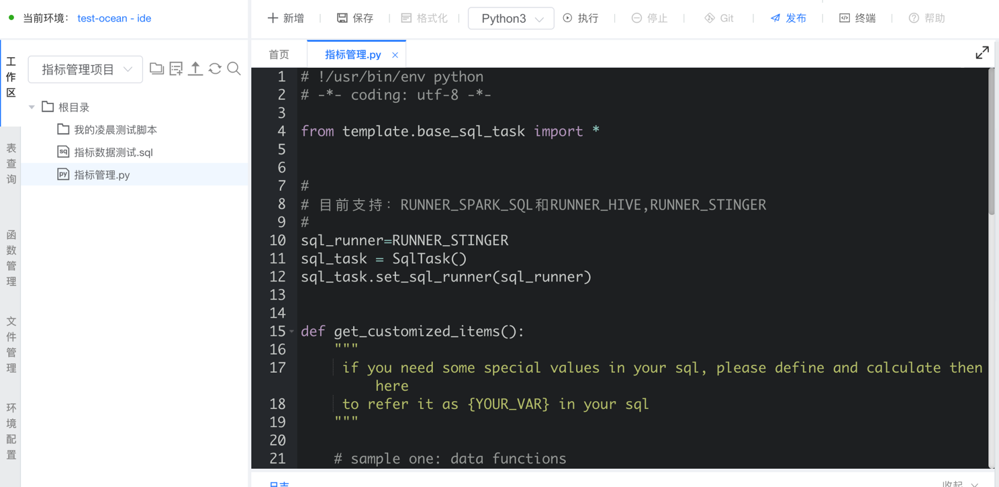 当前环境： test-ocean - ide
新增 保存 格式化 Python3 执行 停止 Git 发布 终端 帮助
工作区
表查询
函数管理
文件管理
环境配置
指标管理项目
根目录
我的凌晨测试脚本
sq 指标数据测试.sql
py 指标管理.py
首页 指标管理.py ×
1 # !/usr/bin/env python
2 # -*- coding: utf-8 -*-
3
4 from template.base_sql_task import *
5
6
7 #
8 # 目前支持：RUNNER_SPARK_SQL和RUNNER_HIVE,RUNNER_STINGER
9 #
10 sql_runner=RUNNER_STINGER
11 sql_task = SqlTask()
12 sql_task.set_sql_runner(sql_runner)
13
14
15 def get_customized_items():
16 """
17 if you need some special values in your sql, please define and calculate then
here
18 to refer it as {YOUR_VAR} in your sql
19 """
20
21 # sample one: data functions
日志 收起